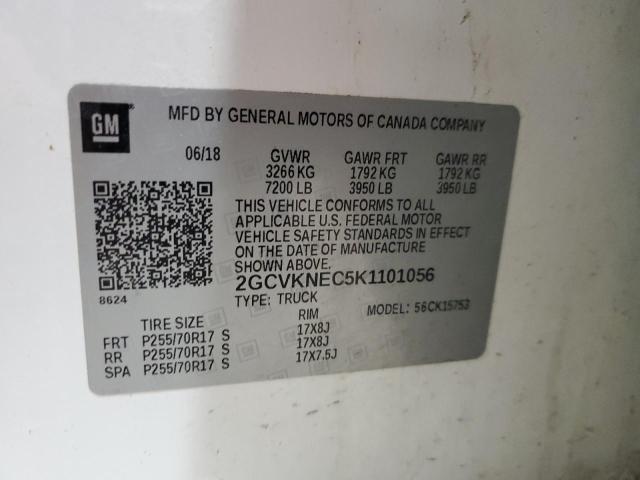 GM
MFD BY GENERAL MOTORS OF CANADA COMPANY
06/18 GVWR GAWR FRT GAWR RR
3266 KG 1792 KG 1792 KG
7200 LB 3950 LB 3950 LB
THIS VEHICLE CONFORMS TO ALL
APPLICABLE U.S. FEDERAL MOTOR
VEHICLE SAFETY STANDARDS IN EFFECT
ON THE DATE OF MANUFACTURE
SHOWN ABOVE.
2GCVKNEC5K1101056
8624
TYPE: TRUCK MODEL: 56CK15753
TIRE SIZE RIM
FRT P255/70R17 S 17X8J
RR P255/70R17 S 17X8J
SPA P255/70R17 S 17X7.5J